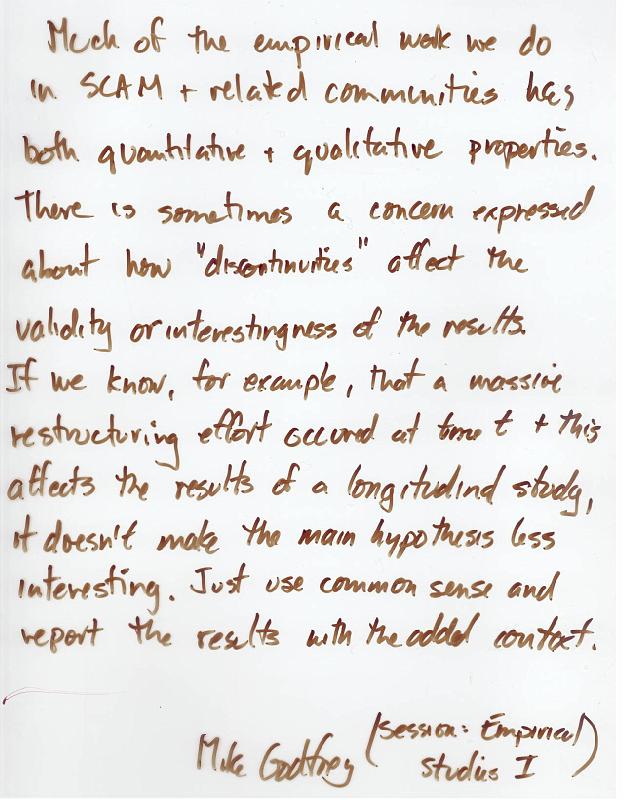 Much of the empirical work we do
in SCAM + related communities has
both quantitative + qualitative properties.
There is sometimes a concern expressed
about how "discontinuities" affect the
validity or interestingness of the results.
If we know, for example, that a massive
restructuring effort occured at time t + this
affects the results of a longitudinal study,
it doesn't make the main hypothesis less
interesting. Just use common sense and
report the results with the added context.
Mike Godfrey (Session: Empirical
Studies I)